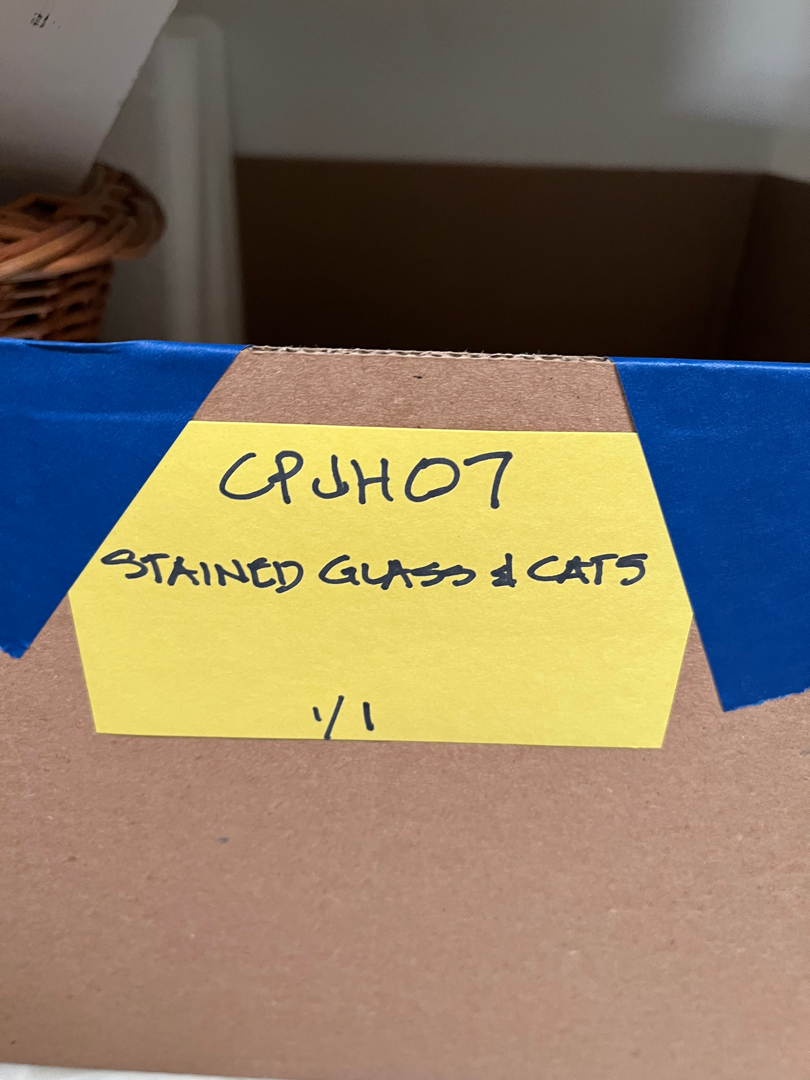 CPJH07
STAINED GLASS & CATS
1/1